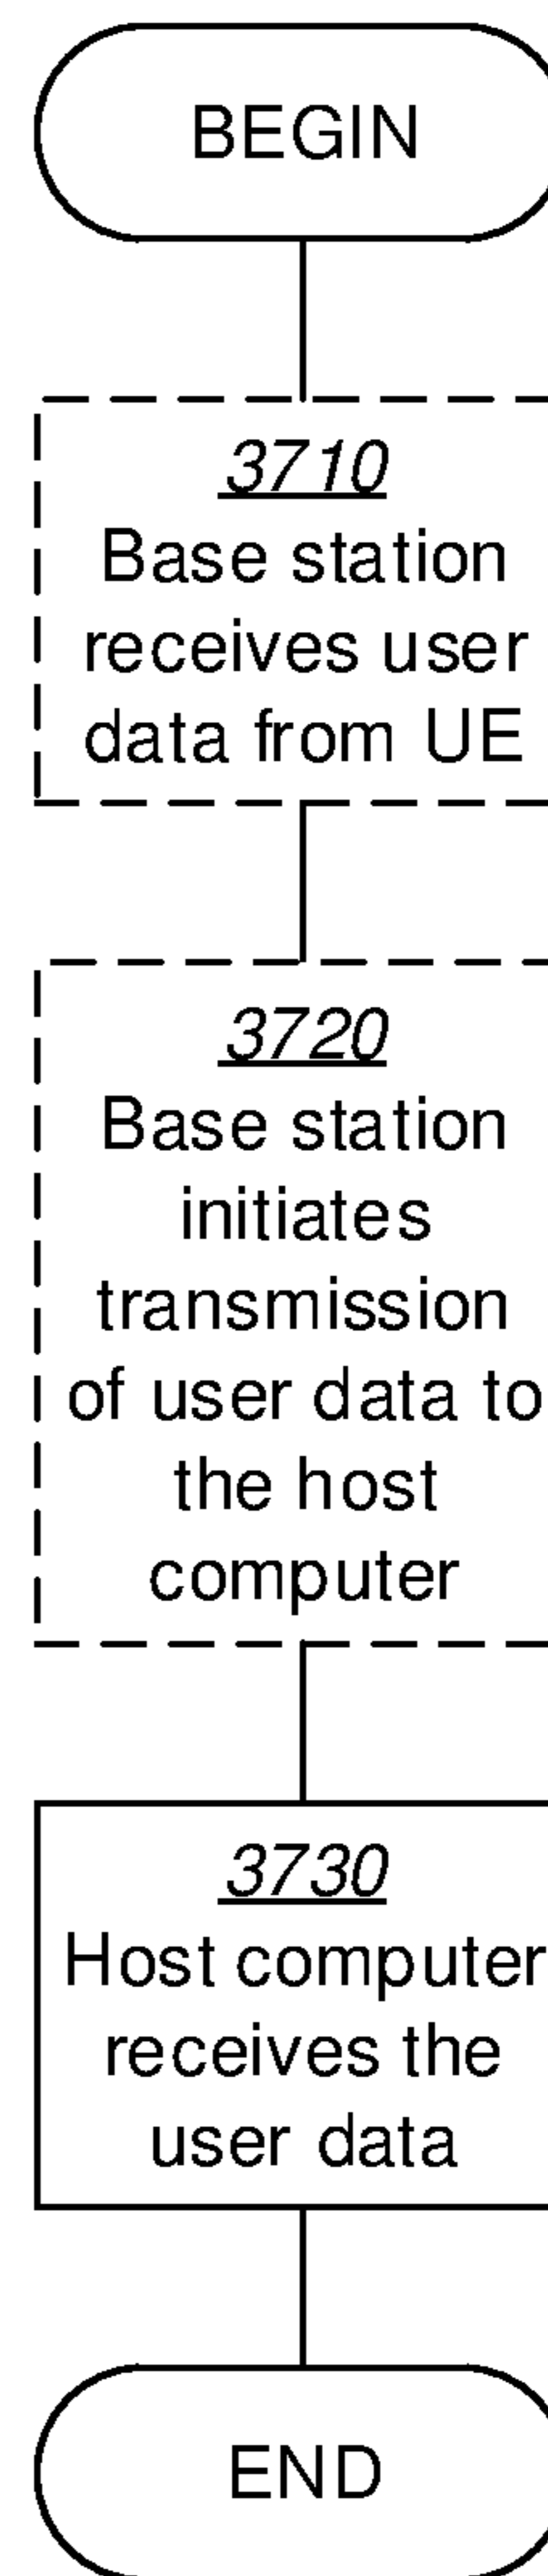 BEGIN
3710
Base station
receives user
data from UE
3720
Base station
initiates
transmission
of user data to
the host
computer
3730
Host computer
receives the
user data
END